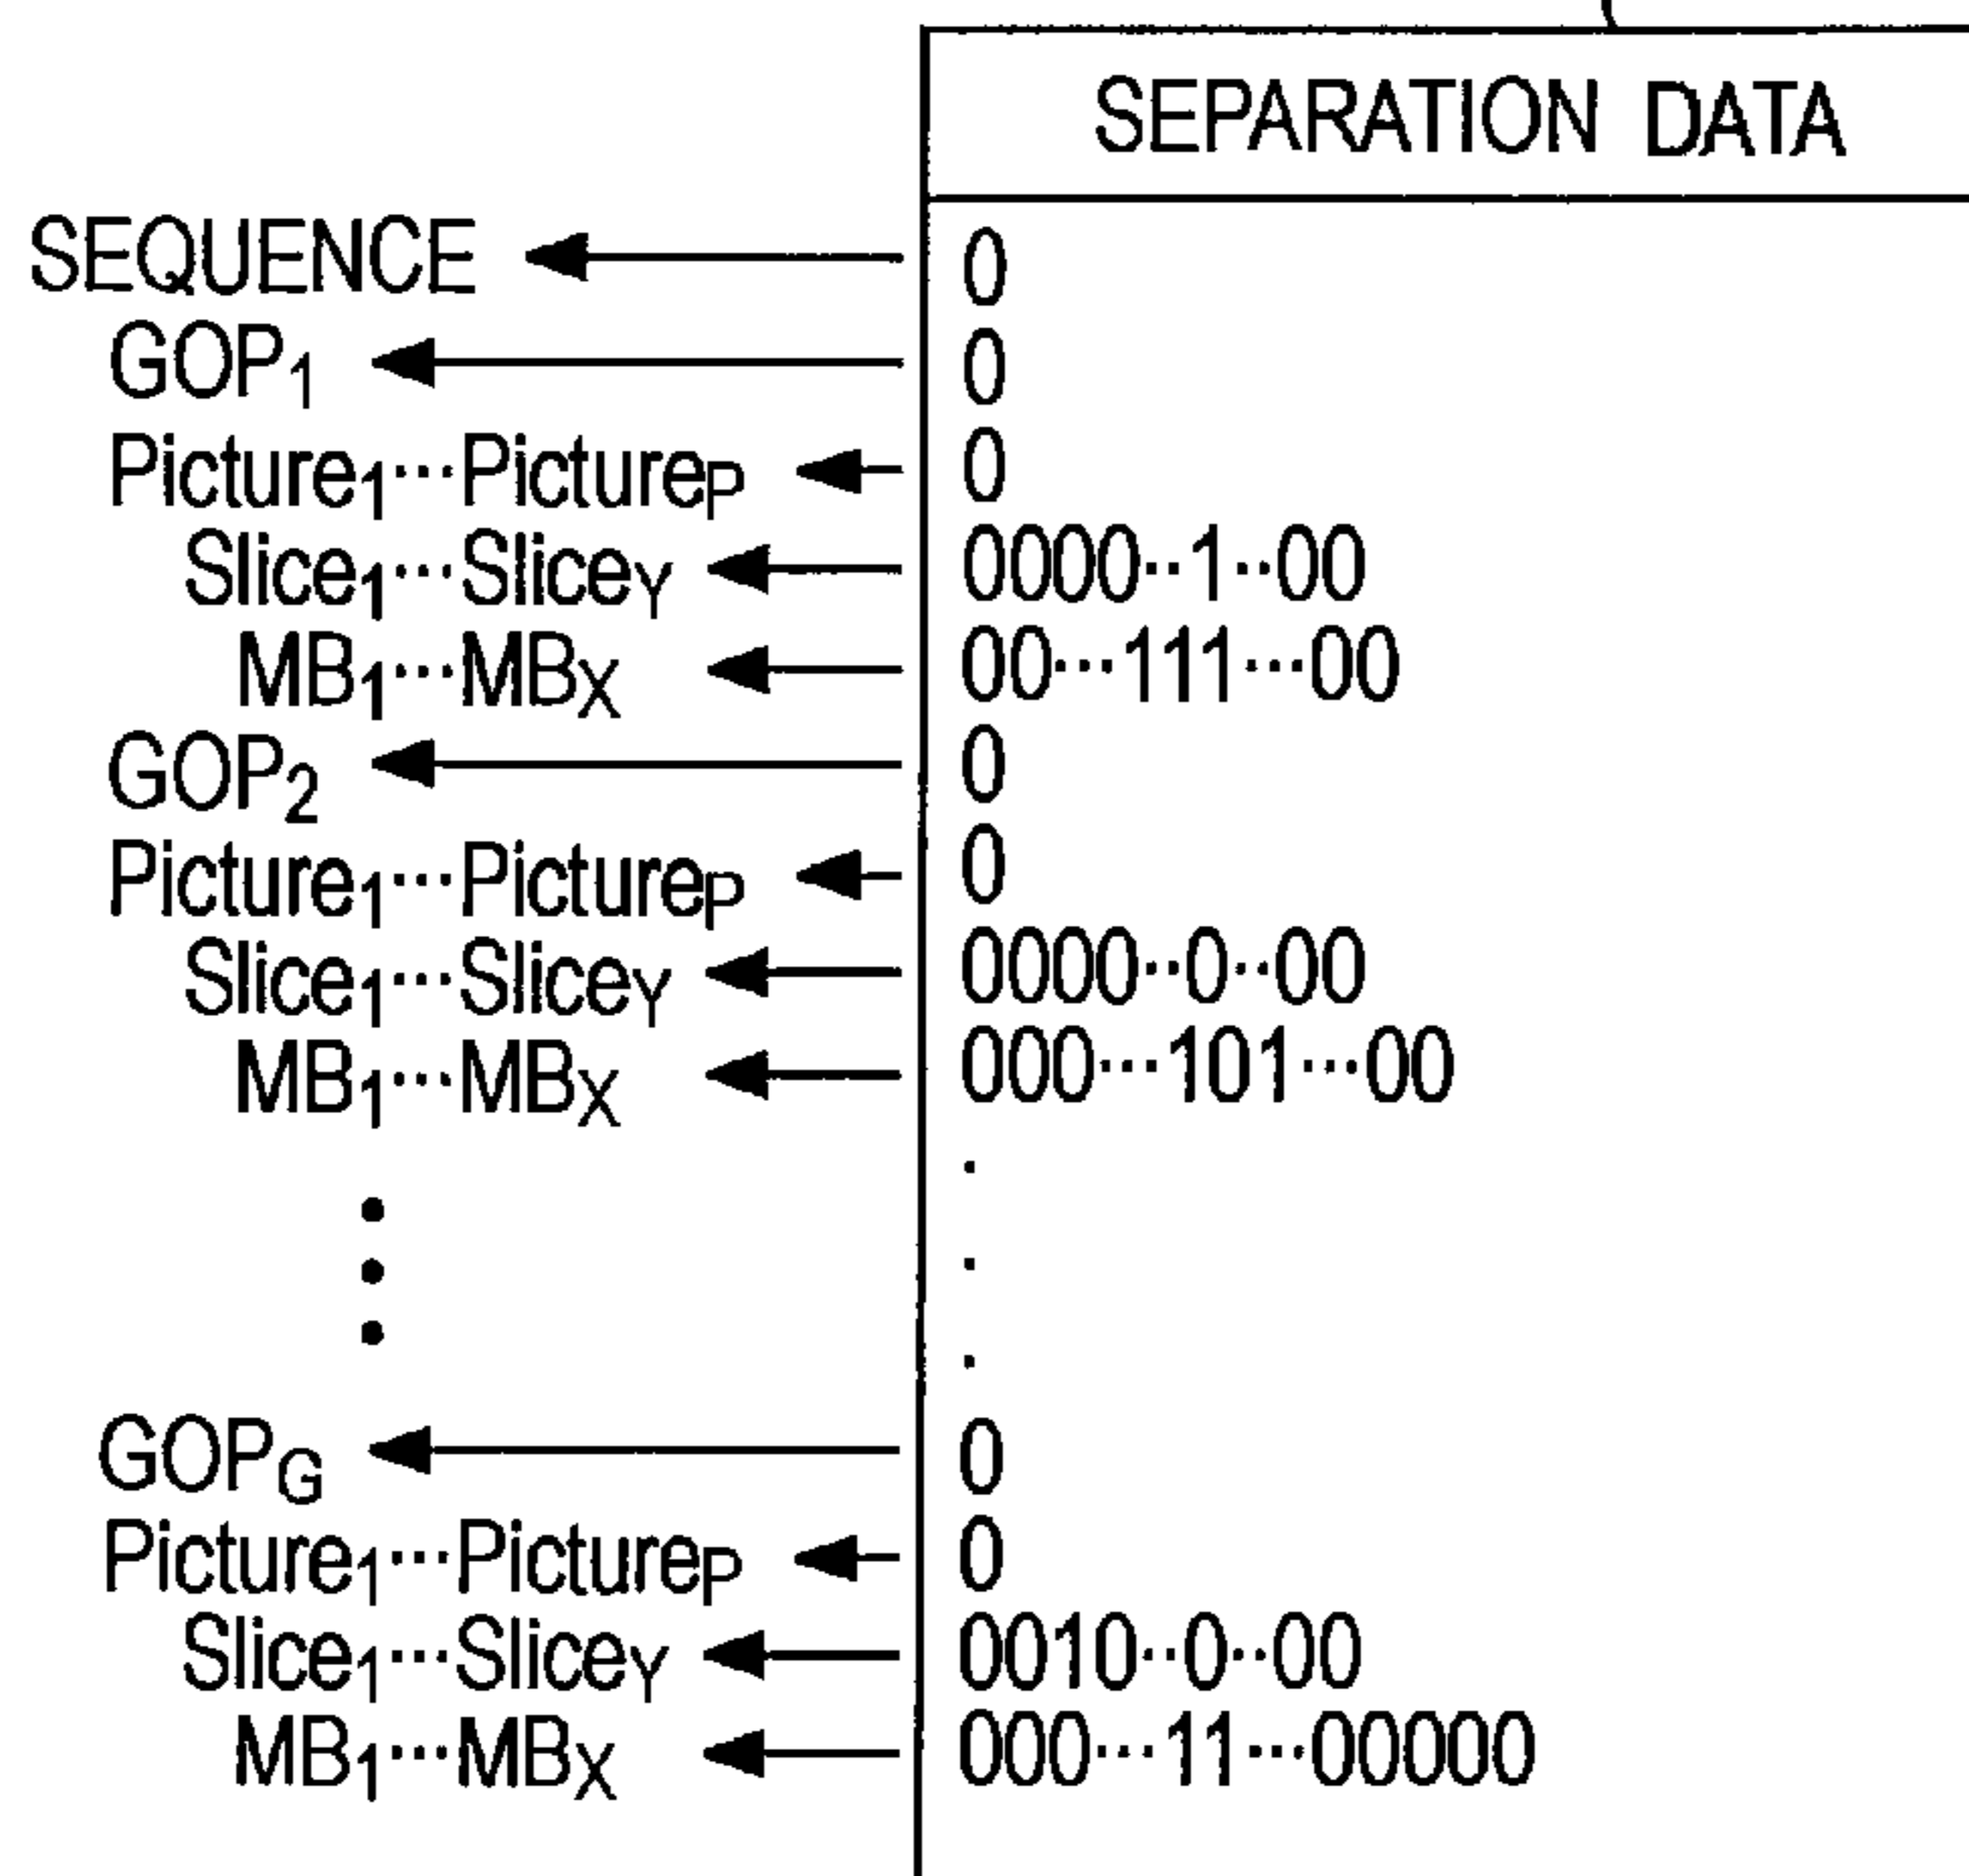 SEPARATION DATA
SEQUENCE 0
GOP1 0
Picture1···PictureP 0
Slice1···SliceY 0000··1··00
MB1···MBX 00···111···00
GOP2 0
Picture1···PictureP 0
Slice1···SliceY 0000··0··00
MB1···MBX 000···101···00
GOPG 0
Picture1···PictureP 0
Slice1···SliceY 0010··0··00
MB1···MBX 000···11···00000